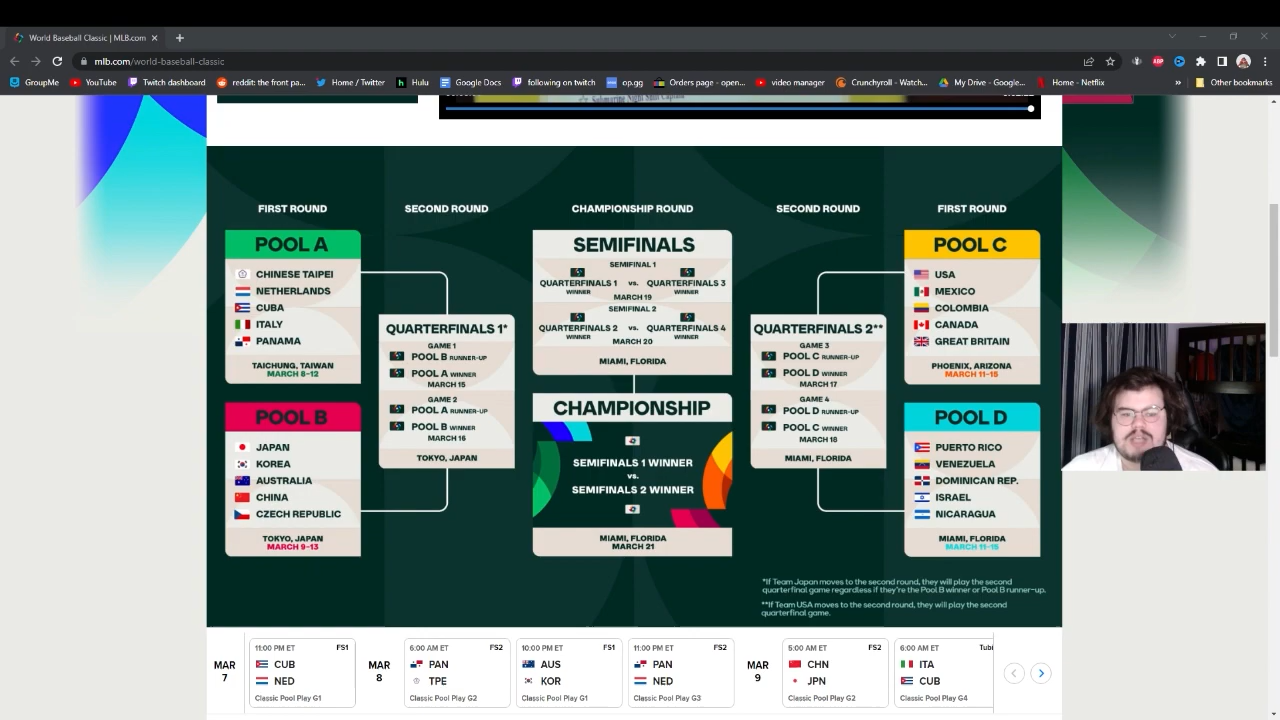 World Baseball Classic | MLB.com
mlb.com/world-baseball-classic
GroupMe
YouTube
Twitch dashboard
reddit: the front pa...
Home / Twitter
Hulu
Google Docs
following on twitch
op.gg
Orders page - open...
video manager
Crunchyroll - Watch...
My Drive - Google...
Home -
»
Other bookmarks
FIRST ROUND
SECOND ROUND
CHAMPIONSHIP ROUND
SECOND ROUND
FIRST ROUND
POOL A
CHINESE TAIPEI
NETHERLANDS
CUBA
ITALY
PANAMA
TAICHUNG, TAIWAN
MARCH 8-12
POOL B
JAPAN
KOREA
AUSTRALIA
CHINA
CZECH REPUBLIC
TOKYO, JAPAN
MARCH 9-13
QUARTERFINALS 1*
GAME 1
POOL B RUNNER-UP
POOL A WINNER
MARCH 15
GAME 2
POOL A RUNNER-UP
POOL B WINNER
MARCH 16
TOKYO, JAPAN
SEMIFINALS
SEMIFINAL 1
QUARTERFINALS 1 vs. QUARTERFINALS 3
WINNER WINNER
MARCH 19
SEMIFINAL 2
QUARTERFINALS 2 vs. QUARTERFINALS 4
WINNER WINNER
MARCH 20
MIAMI, FLORIDA
CHAMPIONSHIP
SEMIFINALS 1 WINNER
vs.
SEMIFINALS 2 WINNER
MIAMI, FLORIDA
MARCH 21
QUARTERFINALS 2**
GAME 3
POOL C RUNNER-UP
POOL D WINNER
MARCH 17
GAME 4
POOL D RUNNER-UP
POOL C WINNER
MARCH 18
MIAMI, FLORIDA
POOL C
USA
MEXICO
COLOMBIA
CANADA
GREAT BRITAIN
PHOENIX, ARIZONA
MARCH 11-15
POOL D
PUERTO RICO
VENEZUELA
DOMINICAN REP.
ISRAEL
NICARAGUA
MIAMI, FLORIDA
MARCH 11-15
*If Team Japan moves to the second round, they will play the second
quarterfinal game regardless if they're the Pool B winner or Pool B runner-up.
**If Team USA moves to the second round, they will play the second
quarterfinal game.
MAR
7
11:00 PM ET FS1
CUB
NED
Classic Pool Play G1
MAR
8
6:00 AM ET FS2
PAN
TPE
Classic Pool Play G2
10:00 PM ET FS1
AUS
KOR
Classic Pool Play G1
11:00 PM ET FS2
PAN
NED
Classic Pool Play G3
MAR
9
5:00 AM ET FS2
CHN
JPN
Classic Pool Play G2
6:00 AM ET Tubi
ITA
CUB
Classic Pool Play G4